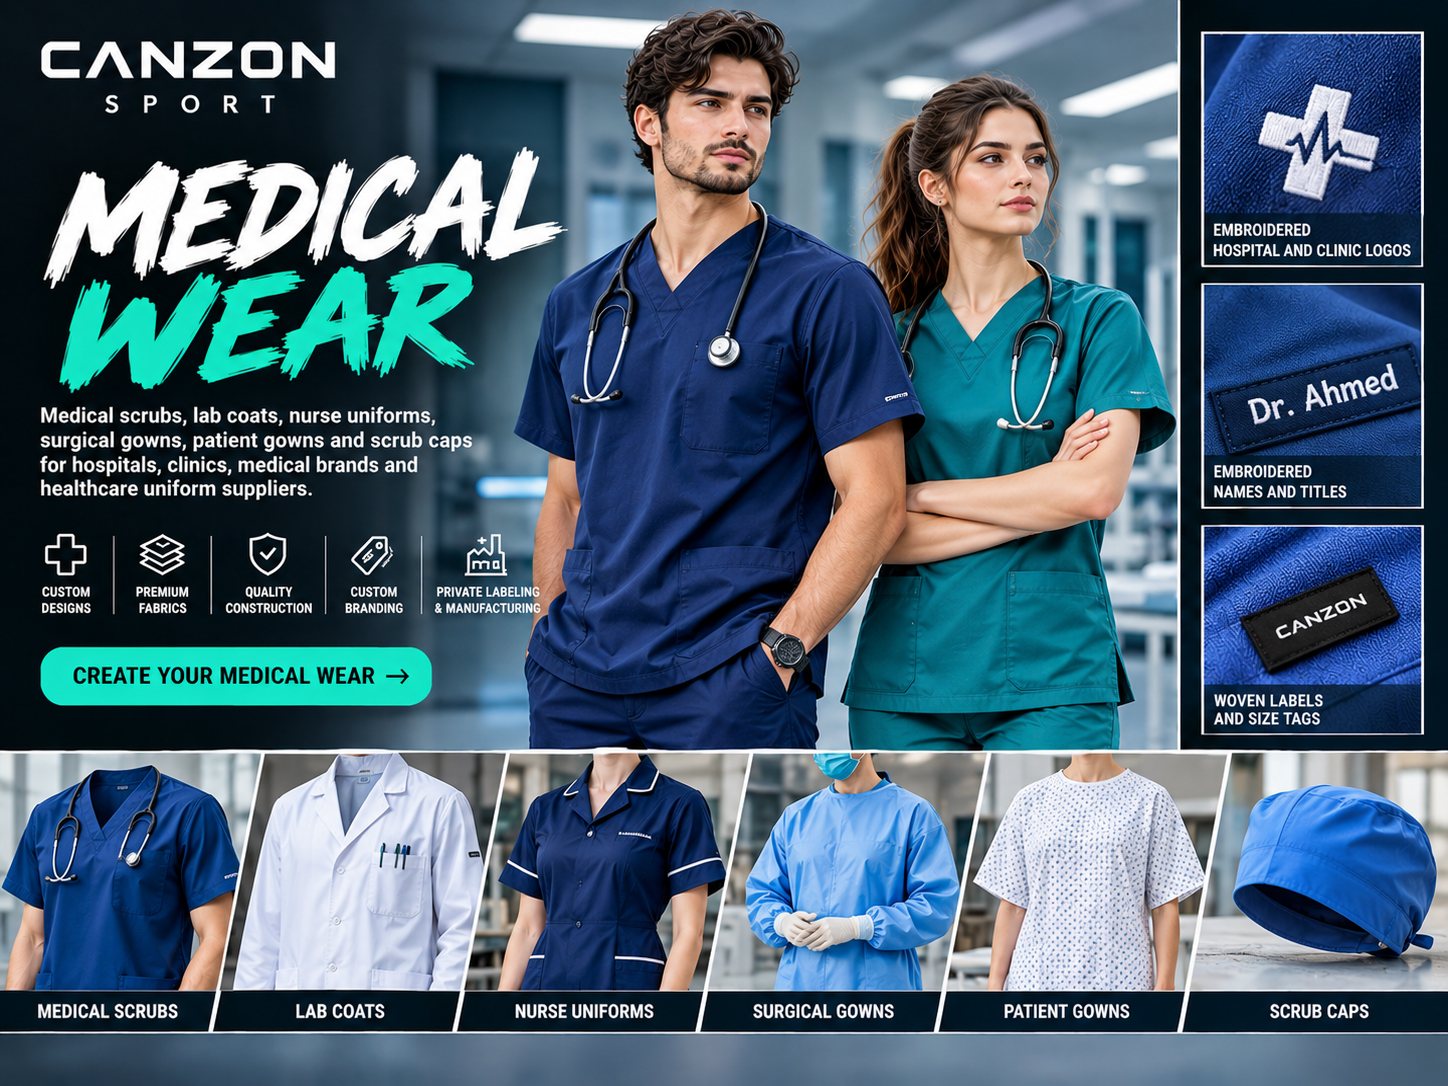 CANZON
SPORT
MEDICAL
WEAR
Medical scrubs, lab coats, nurse uniforms,
surgical gowns, patient gowns and scrub caps
for hospitals, clinics, medical brands and
healthcare uniform suppliers.
CUSTOM
DESIGNS
PREMIUM
FABRICS
QUALITY
CONSTRUCTION
CUSTOM
BRANDING
PRIVATE LABELING
& MANUFACTURING
CREATE YOUR MEDICAL WEAR →
EMBROIDERED
HOSPITAL AND CLINIC LOGOS
Dr. Ahmed
EMBROIDERED
NAMES AND TITLES
CANZON
WOVEN LABELS
AND SIZE TAGS
MEDICAL SCRUBS
LAB COATS
NURSE UNIFORMS
SURGICAL GOWNS
PATIENT GOWNS
SCRUB CAPS